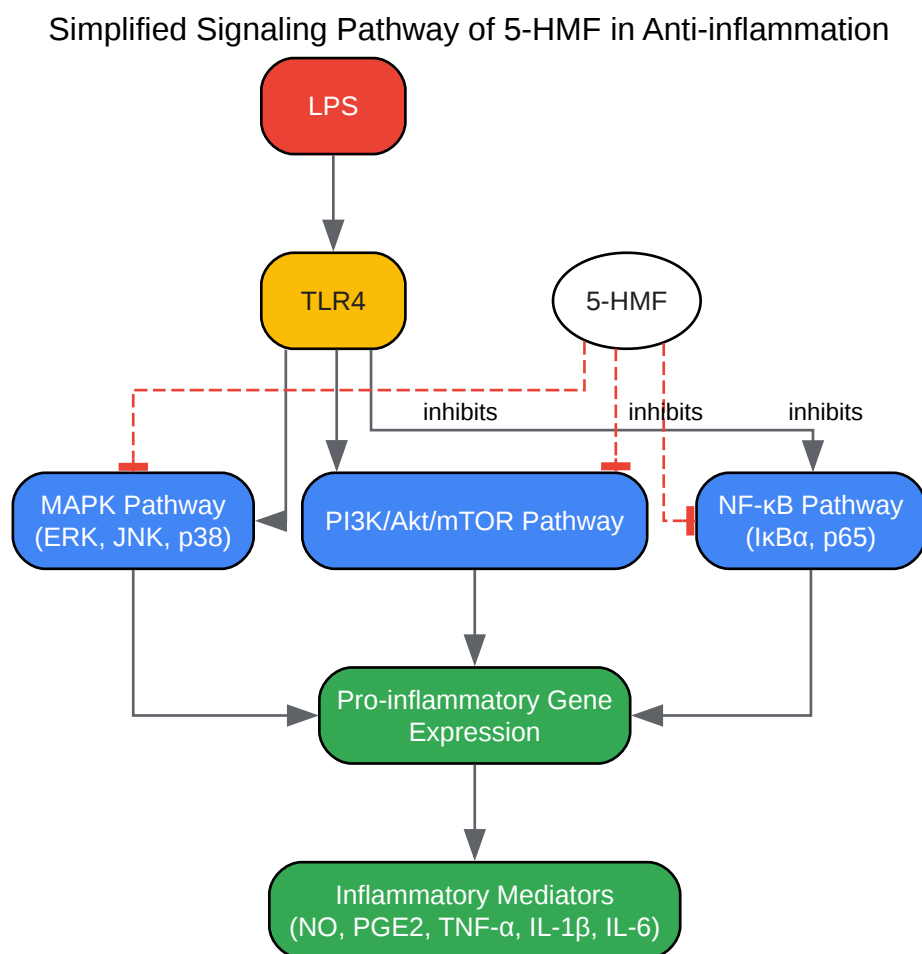 Simplified Signaling Pathway of 5-HMF in Anti-inflammation
LPS
TLR4
5-HMF
inhibits
inhibits
inhibits
MAPK Pathway
(ERK, JNK, p38)
PI3K/Akt/mTOR Pathway
NF-κB Pathway
(IκBα, p65)
Pro-inflammatory Gene
Expression
Inflammatory Mediators
(NO, PGE2, TNF-α, IL-1β, IL-6)